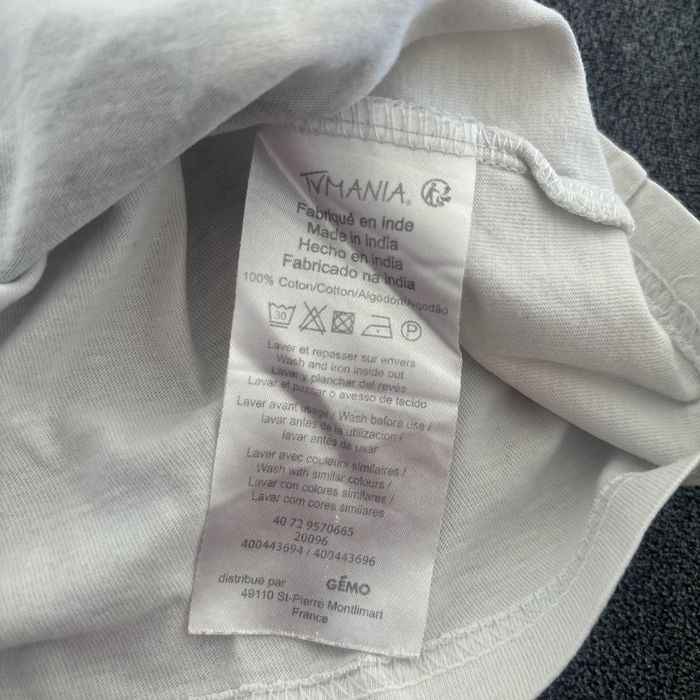 TVMANIA®
Fabriqué en Inde
Made in India
Hecho en india
Fabricado na India
100% Coton/Cotton/Algodón/Algodão
30 P
Laver et repasser sur envers
Wash and iron inside out
Lavar y planchar del revés
Lavar et passar o avesso de tecido
Laver avant usage / Wash before use /
lavar antes de la utilizacion /
lavar antes de usar
Laver avec couleurs similaires /
Wash with similar colours /
Lavar con colores similares /
Lavar com cores similares
40 72 9570665
20096
400443694 / 400443696
distribué par GÉMO
49110 St-Pierre Montlimart
France